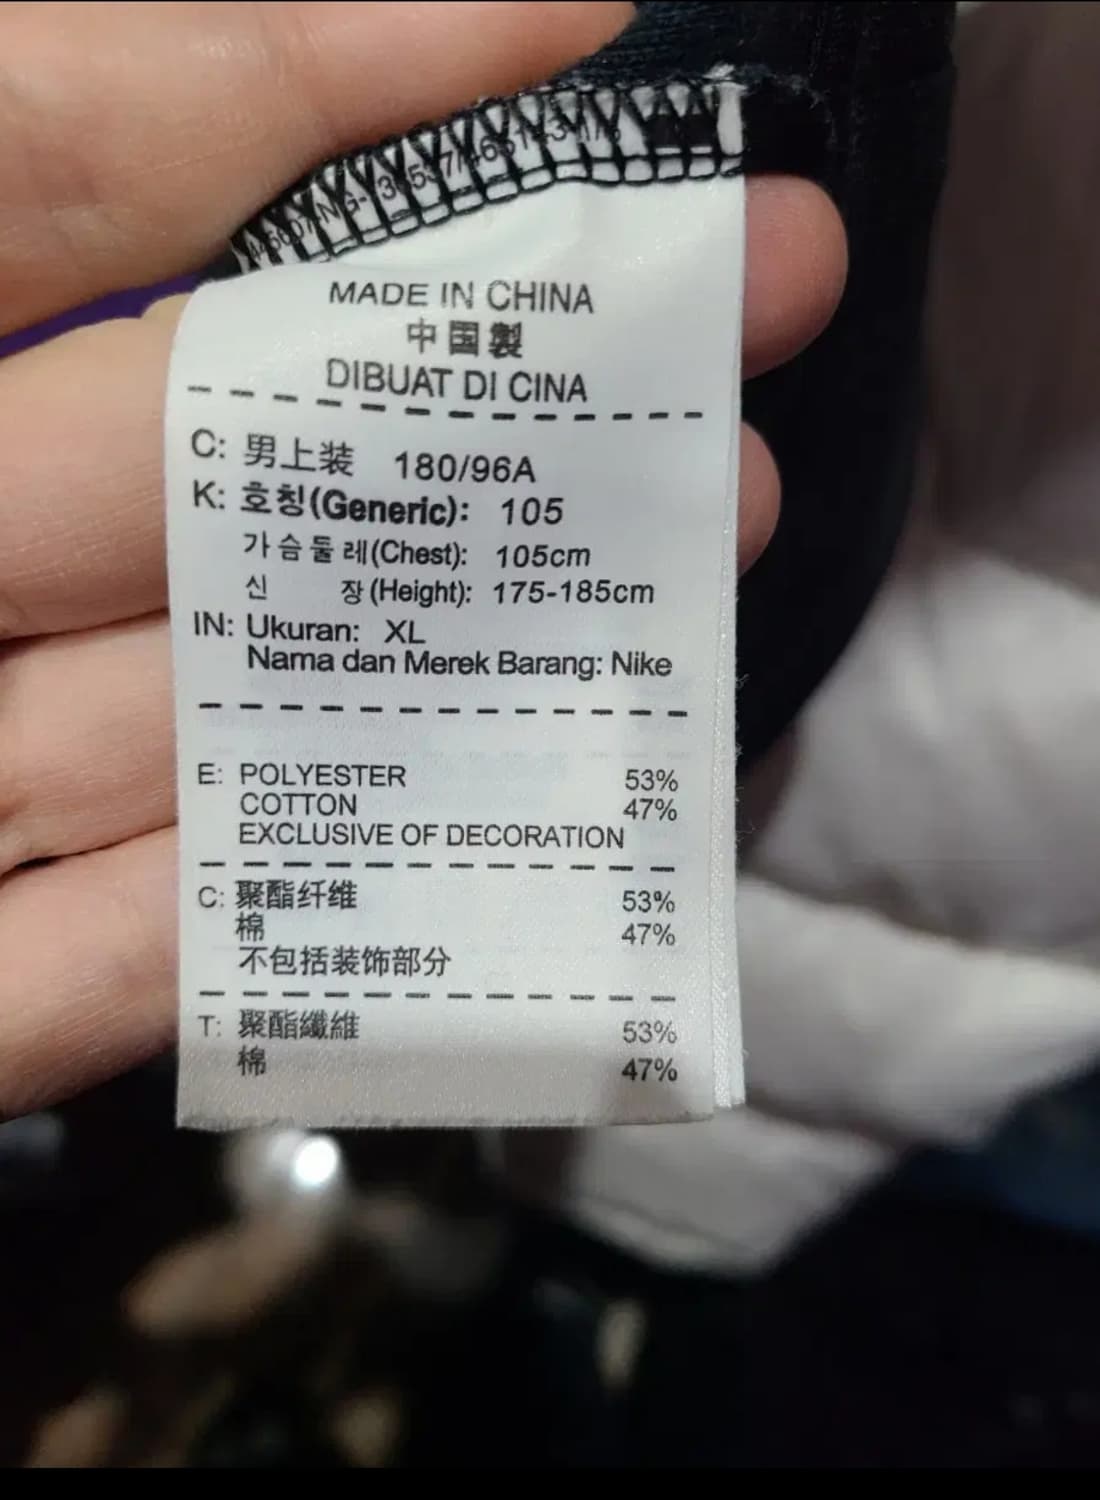 MADE IN CHINA
中国製
DIBUAT DI CINA
C: 男上装 180/96A
K: 호칭(Generic): 105
가슴둘레(Chest): 105cm
신 장(Height): 175-185cm
IN: Ukuran: XL
Nama dan Merek Barang: Nike
E: POLYESTER 53%
COTTON 47%
EXCLUSIVE OF DECORATION
C: 聚酯纤维 53%
棉 47%
不包括装饰部分
T: 聚酯纖維 53%
棉 47%